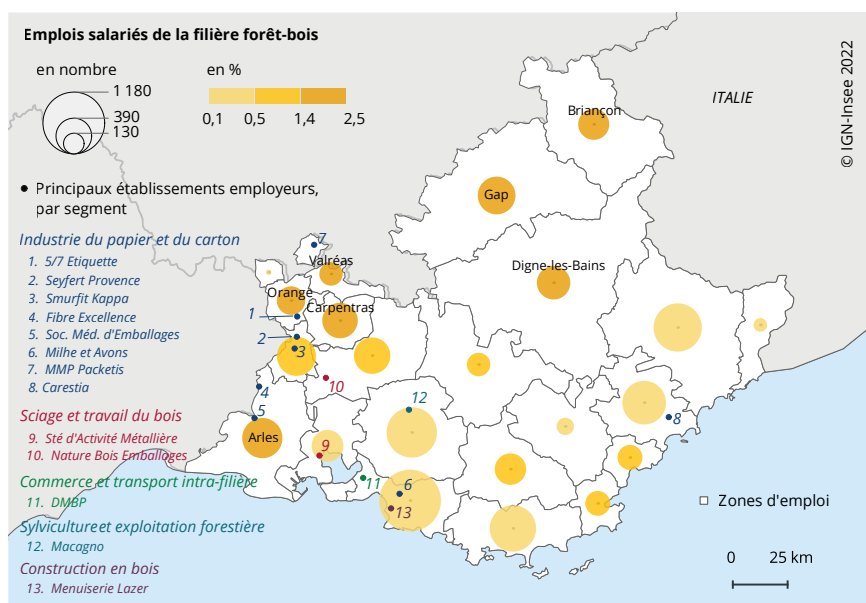 Emplois salariés de la filière forêt-bois
en nombre
1 180
390
130
en %
0,1 0,5 1,4 2,5
Principaux établissements employeurs,
par segment
Industrie du papier et du carton
1. 5/7 Etiquette
2. Seyfert Provence
3. Smurfit Kappa
4. Fibre Excellence
5. Soc. Méd. d'Emballages
6. Milhe et Avons
7. MMP Packetis
8. Carestia
Sciage et travail du bois
9. Sté d'Activité Métallière
10. Nature Bois Emballages
Commerce et transport intra-filière
11. DMBP
Sylviculture et exploitation forestière
12. Macagno
Construction en bois
13. Menuiserie Lazer
ITALIE
© IGN-Insee 2022
Briançon
Gap
7
Valréas
Digne-les-Bains
Orange
Carpentras
1
2
3
10
4
12
5
8
Arles
9
11
6
13
Zones d'emploi
0 25 km